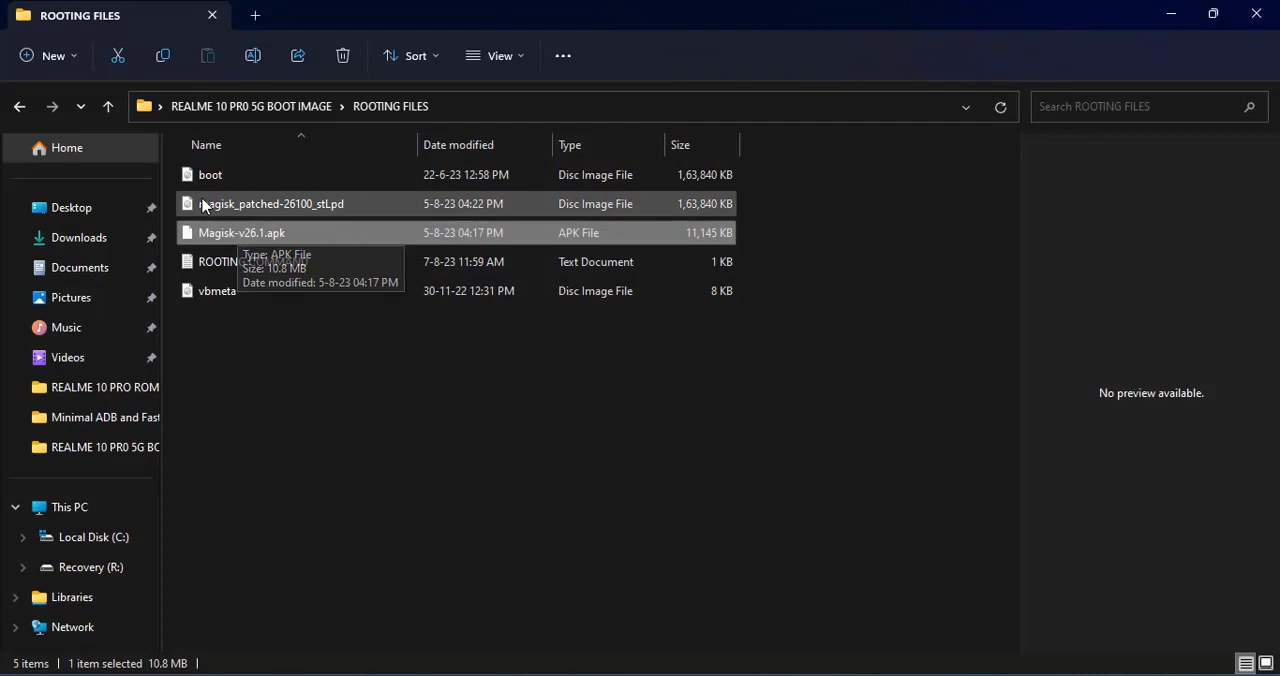 ROOTING FILES
New
Sort
View
REALME 10 PR0 5G BOOT IMAGE > ROOTING FILES
Search ROOTING FILES
Home
Name
Date modified
Type
Size
boot
22-6-23 12:58 PM
Disc Image File
1,63,840 KB
magisk_patched-26100_stLpd
5-8-23 04:22 PM
Disc Image File
1,63,840 KB
Magisk-v26.1.apk
5-8-23 04:17 PM
APK File
11,145 KB
ROOTING COMMAND
7-8-23 11:59 AM
Text Document
1 KB
Type: APK File
Size: 10.8 MB
Date modified: 5-8-23 04:17 PM
vbmeta
30-11-22 12:31 PM
Disc Image File
8 KB
Desktop
Downloads
Documents
Pictures
Music
Videos
REALME 10 PRO ROM
Minimal ADB and Fast
REALME 10 PR0 5G BC
This PC
Local Disk (C:)
Recovery (R:)
Libraries
Network
No preview available.
5 items
1 item selected 10.8 MB